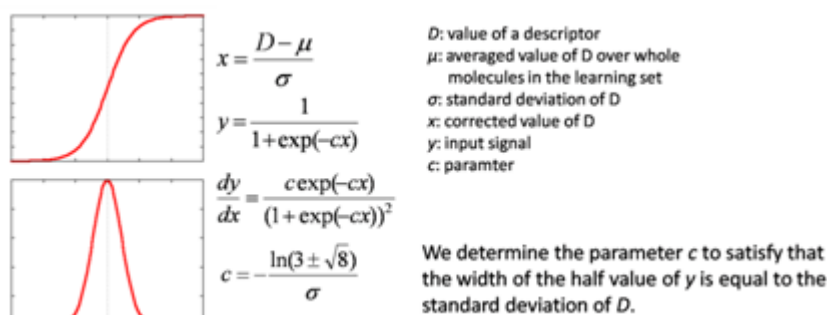 x = (D − μ) / σ
y = 1 / (1+exp(−cx))
dy/dx = c exp(−cx) / (1+exp(−cx))²
c = − ln(3 ± √8) / σ
D: value of a descriptor
μ: averaged value of D over whole
molecules in the learning set
σ: standard deviation of D
x: corrected value of D
y: input signal
c: paramter
We determine the parameter c to satisfy that
the width of the half value of y is equal to the
standard deviation of D.